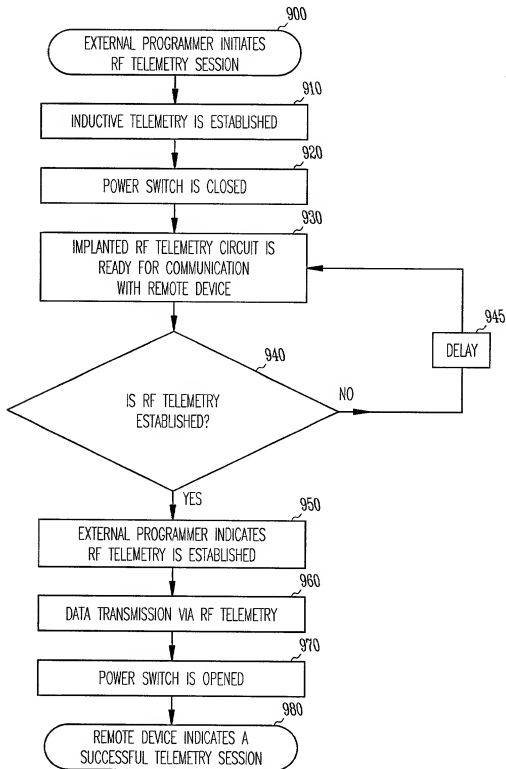 900
EXTERNAL PROGRAMMER INITIATES
RF TELEMETRY SESSION
910
INDUCTIVE TELEMETRY IS ESTABLISHED
920
POWER SWITCH IS CLOSED
930
IMPLANTED RF TELEMETRY CIRCUIT IS
READY FOR COMMUNICATION
WITH REMOTE DEVICE
945
DELAY
940
IS RF TELEMETRY
ESTABLISHED?
NO
YES
950
EXTERNAL PROGRAMMER INDICATES
RF TELEMETRY IS ESTABLISHED
960
DATA TRANSMISSION VIA RF TELEMETRY
970
POWER SWITCH IS OPENED
980
REMOTE DEVICE INDICATES A
SUCCESSFUL TELEMETRY SESSION